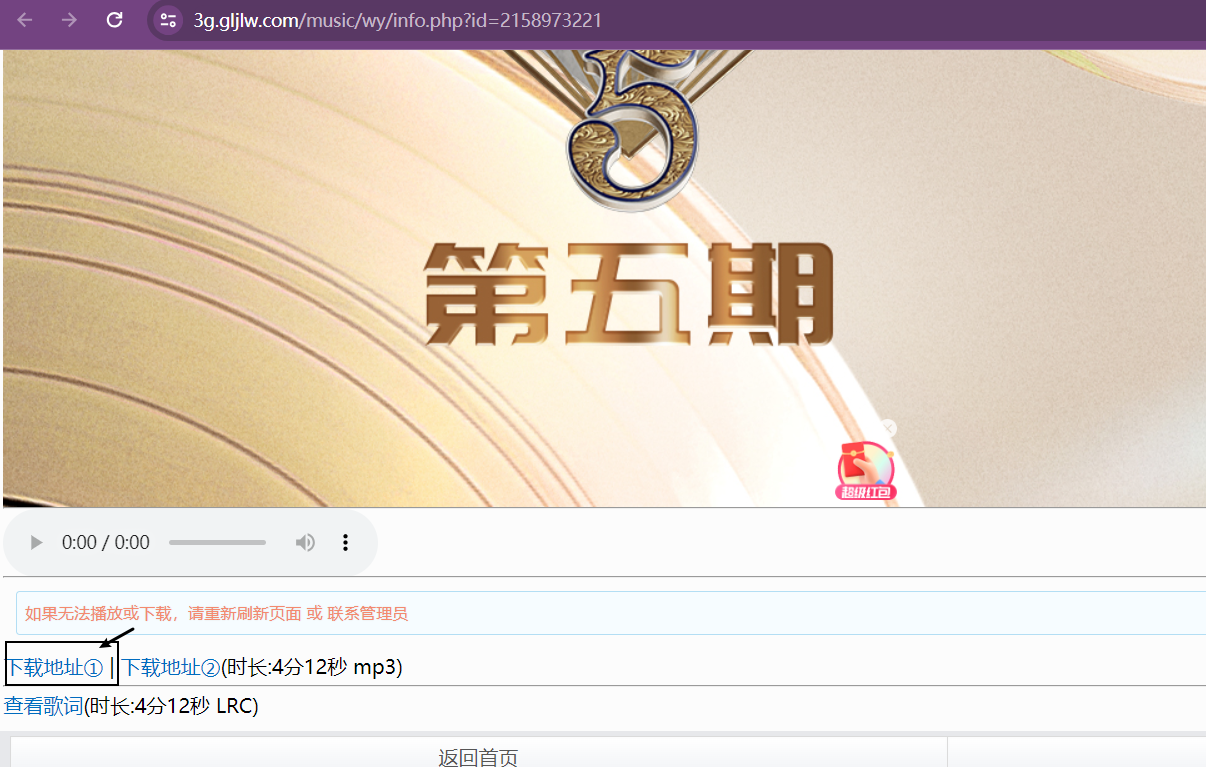 3g.gljlw.com/music/wy/info.php?id=2158973221
5
第五期
超级红包
0:00 / 0:00
如果无法播放或下载，请重新刷新页面 或 联系管理员
下载地址① | 下载地址②(时长:4分12秒 mp3)
查看歌词(时长:4分12秒 LRC)
返回首页